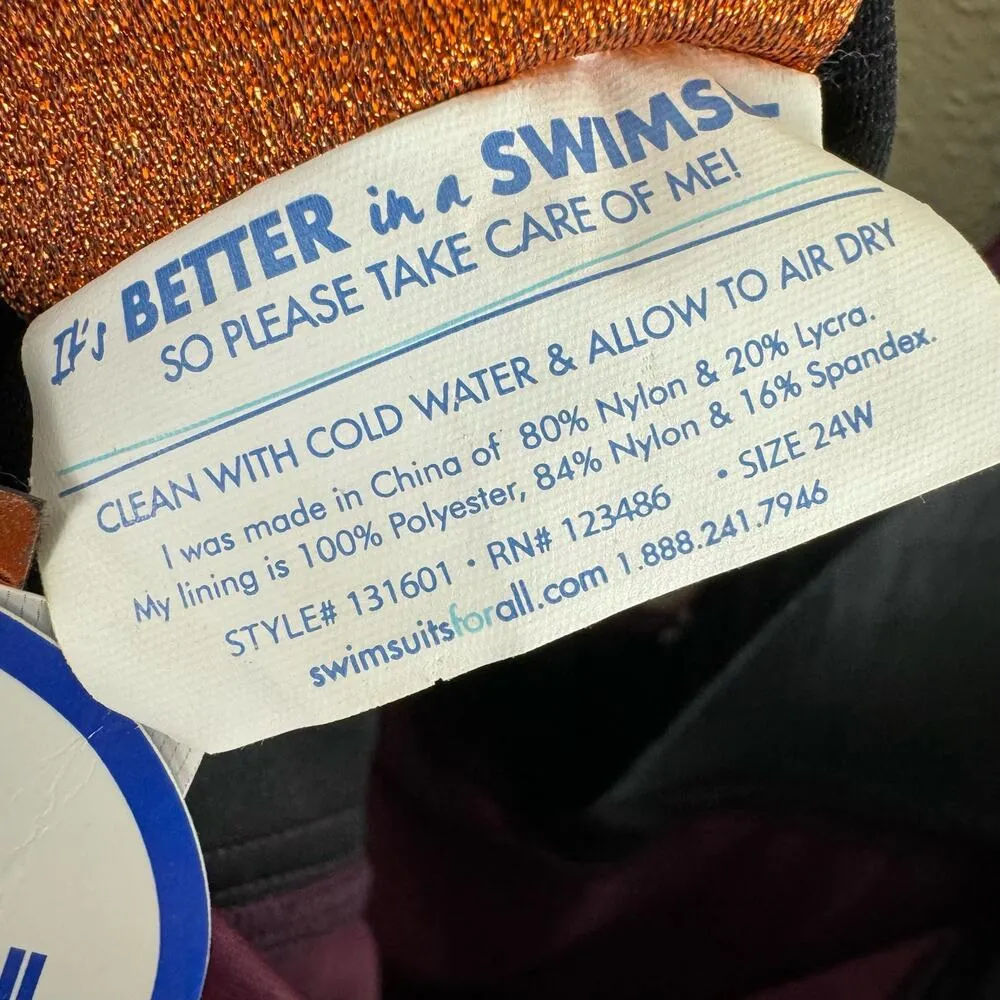 It's BETTER in a SWIMS
SO PLEASE TAKE CARE OF ME!
CLEAN WITH COLD WATER & ALLOW TO AIR DRY
I was made in China of 80% Nylon & 20% Lycra.
My lining is 100% Polyester, 84% Nylon & 16% Spandex.
STYLE# 131601 • RN# 123486 • SIZE 24W
swimsuitsforall.com 1.888.241.7946